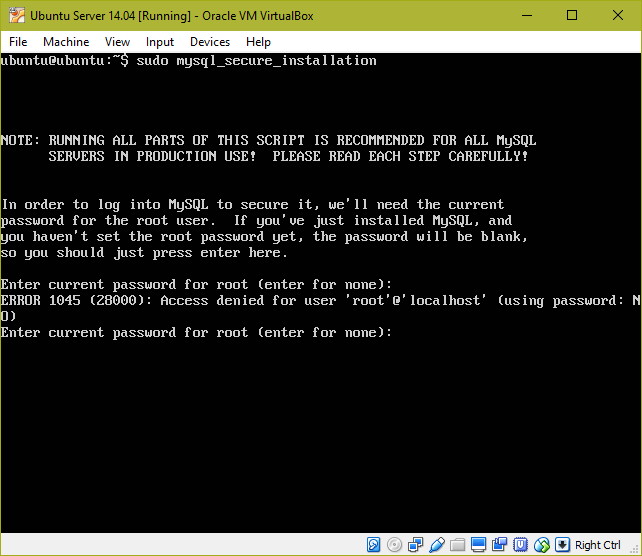 Ubuntu Server 14.04 [Running] - Oracle VM VirtualBox
File Machine View Input Devices Help
ubuntu@ubuntu:~$ sudo mysql_secure_installation
NOTE: RUNNING ALL PARTS OF THIS SCRIPT IS RECOMMENDED FOR ALL MySQL
SERVERS IN PRODUCTION USE!  PLEASE READ EACH STEP CAREFULLY!
In order to log into MySQL to secure it, we'll need the current
password for the root user.  If you've just installed MySQL, and
you haven't set the root password yet, the password will be blank,
so you should just press enter here.
Enter current password for root (enter for none):
ERROR 1045 (28000): Access denied for user 'root'@'localhost' (using password: N
O)
Enter current password for root (enter for none):
Right Ctrl